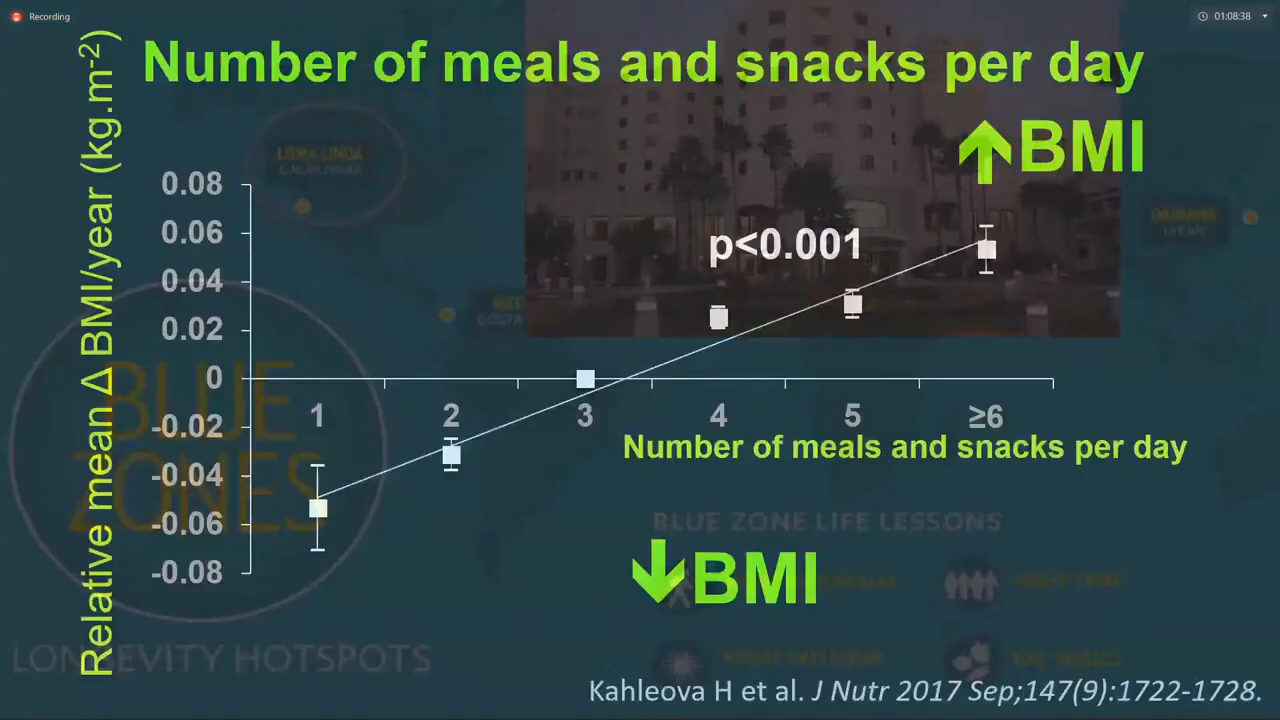 Recording
01:08:38
Number of meals and snacks per day
Relative mean Δ BMI/year (kg.m-2)
BMI
LOMA LINDA
CALIFORNIA
0.08
0.06
0.04
0.02
0
-0.02
-0.04
-0.06
-0.08
p<0.001
OKINAWA
JAPAN
COSTA
1
2
3
4
5
≥6
Number of meals and snacks per day
BLUE
ZONES
BLUE ZONE LIFE LESSONS
BMI
LONGEVITY HOTSPOTS
Kahleova H et al. J Nutr 2017 Sep;147(9):1722-1728.